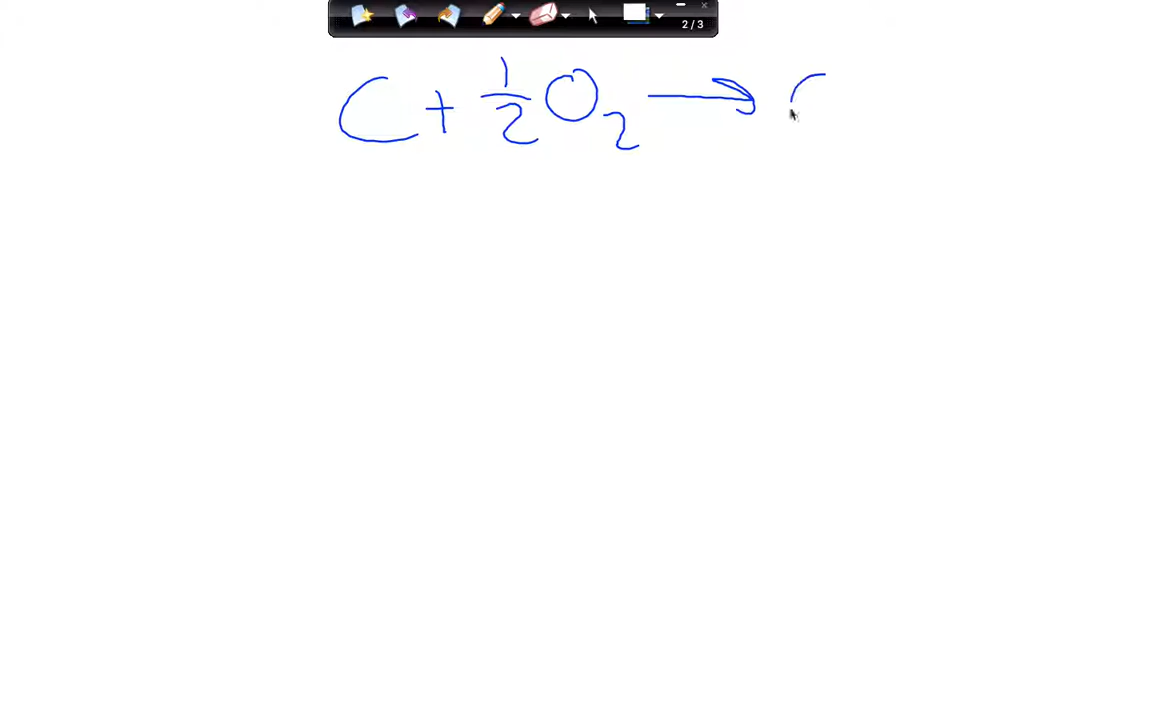 2 / 3
C + 1/2 O₂ →